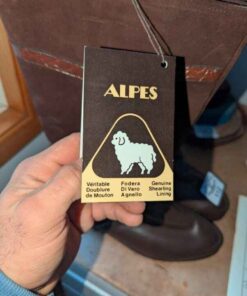 ALPES
Véritable Fodera Genuine
Doublure Di Vero Shearling
de Mouton Agnello Lining